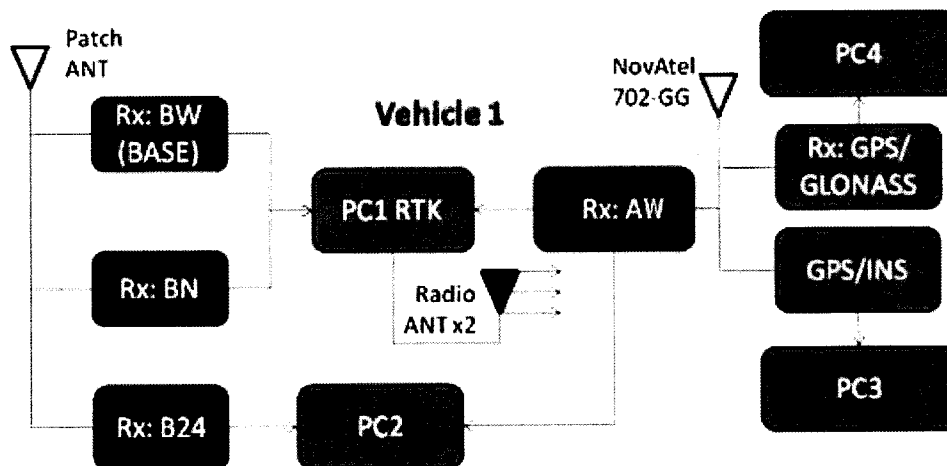 Patch
ANT
Rx: BW
(BASE)
Rx: BN
Rx: B24
Vehicle 1
PC1 RTK
Radio
ANT x2
PC2
Rx: AW
NovAtel
702-GG
PC4
Rx: GPS/
GLONASS
GPS/INS
PC3